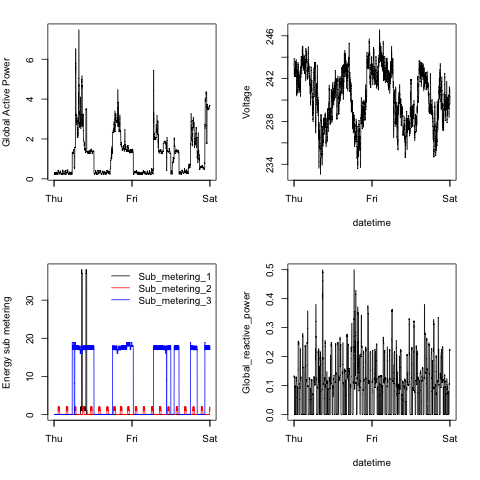 Global Active Power
6
4
2
0
Thu Fri Sat
Voltage
246
242
238
234
Thu Fri Sat
datetime
Energy sub metering
30
20
10
0
Sub_metering_1
Sub_metering_2
Sub_metering_3
Thu Fri Sat
Global_reactive_power
0.5
0.4
0.3
0.2
0.1
0.0
Thu Fri Sat
datetime